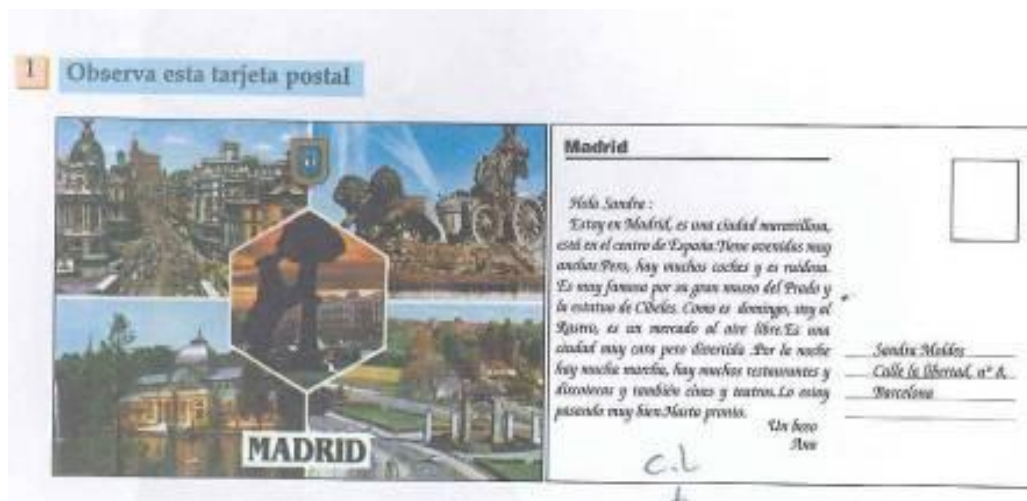 1 Observa esta tarjeta postal
MADRID
Madrid
Hola Sandra :
Estoy en Madrid, es una ciudad maravillosa,
está en el centro de España.Tiene avenidas muy
anchas.Pero, hay muchos coches y es ruidosa.
Es muy famosa por su gran museo del Prado y
la estatua de Cibeles. Como es domingo, voy al
Rastro, es un mercado al aire libre.Es una
ciudad muy cara pero divertida .Por la noche
hay mucha marcha, hay muchos restaurantes y
discotecas y también cines y teatros.Lo estoy
pasando muy bien.Hasta pronto.
Un beso
Ana
Sandra
Calle la libertad, nº
Barcelona
C.L